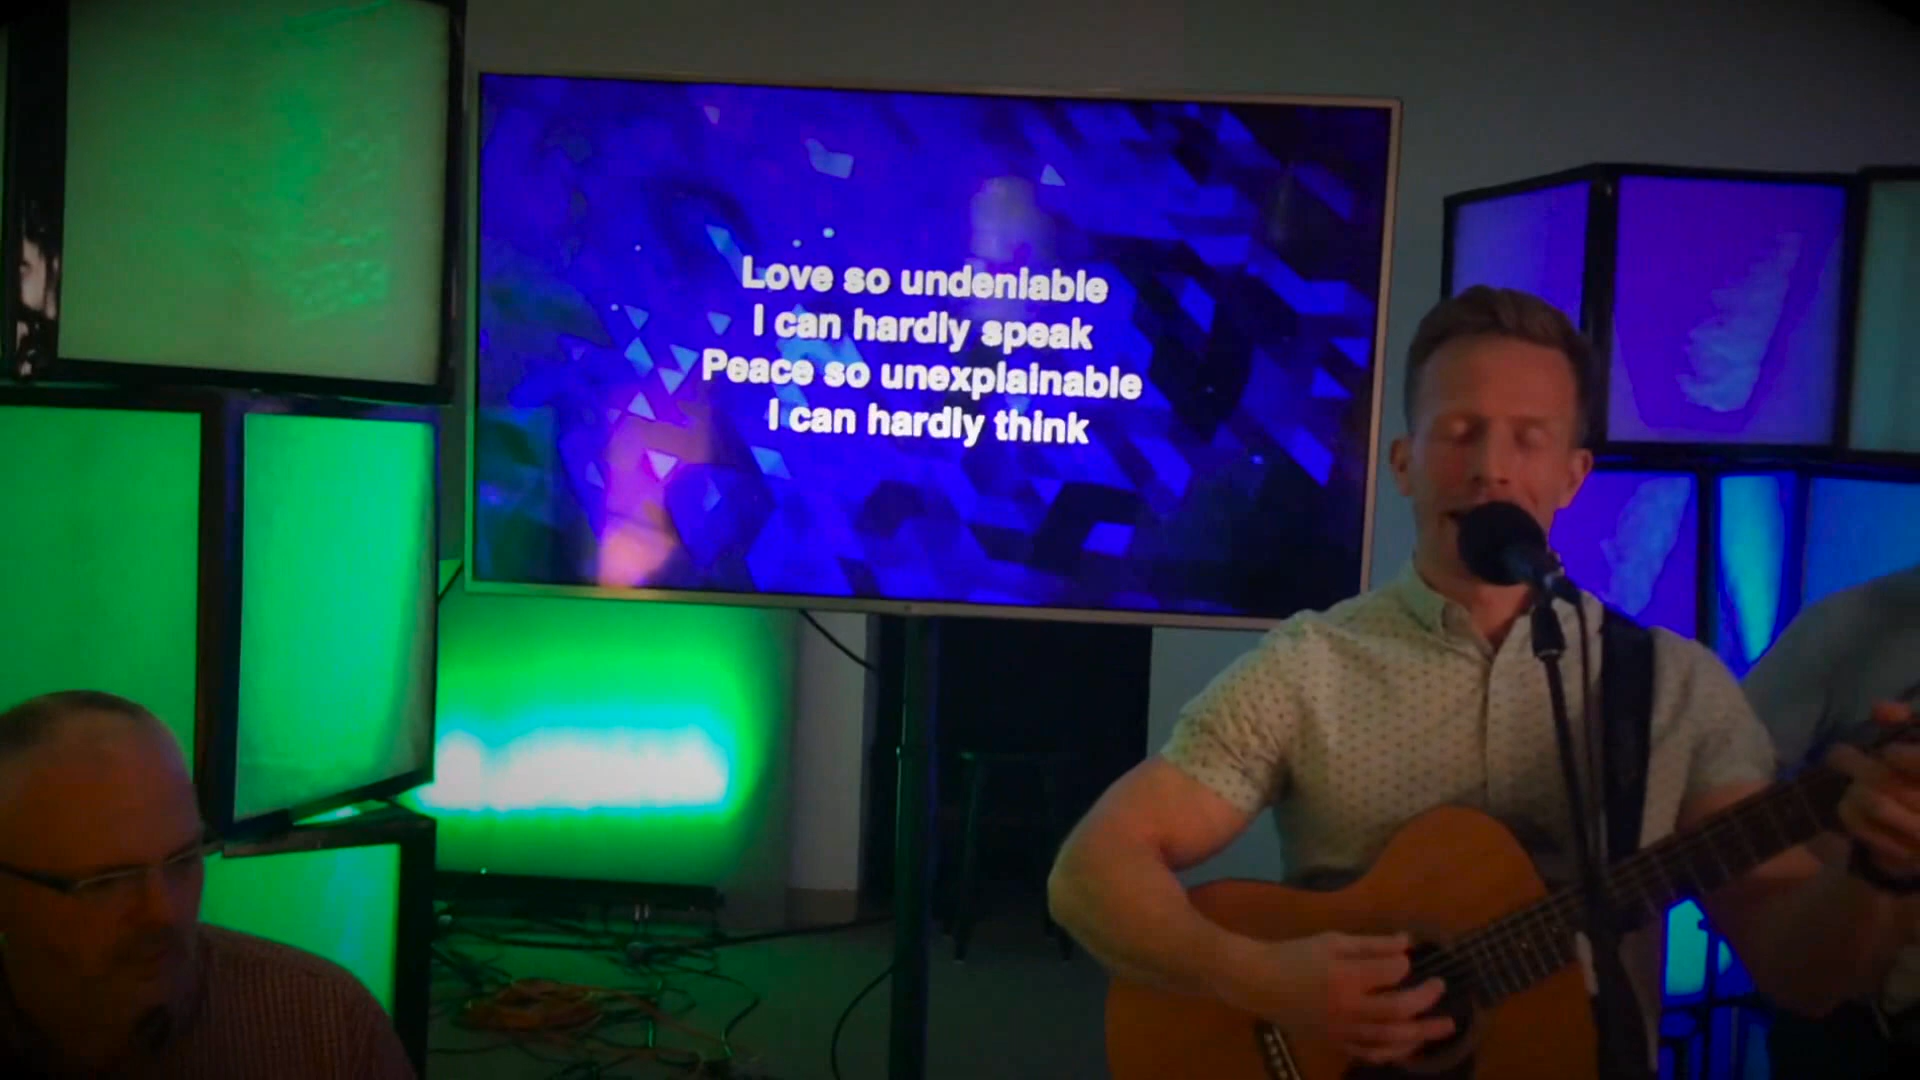 Love so undeniable
I can hardly speak
Peace so unexplainable
I can hardly think